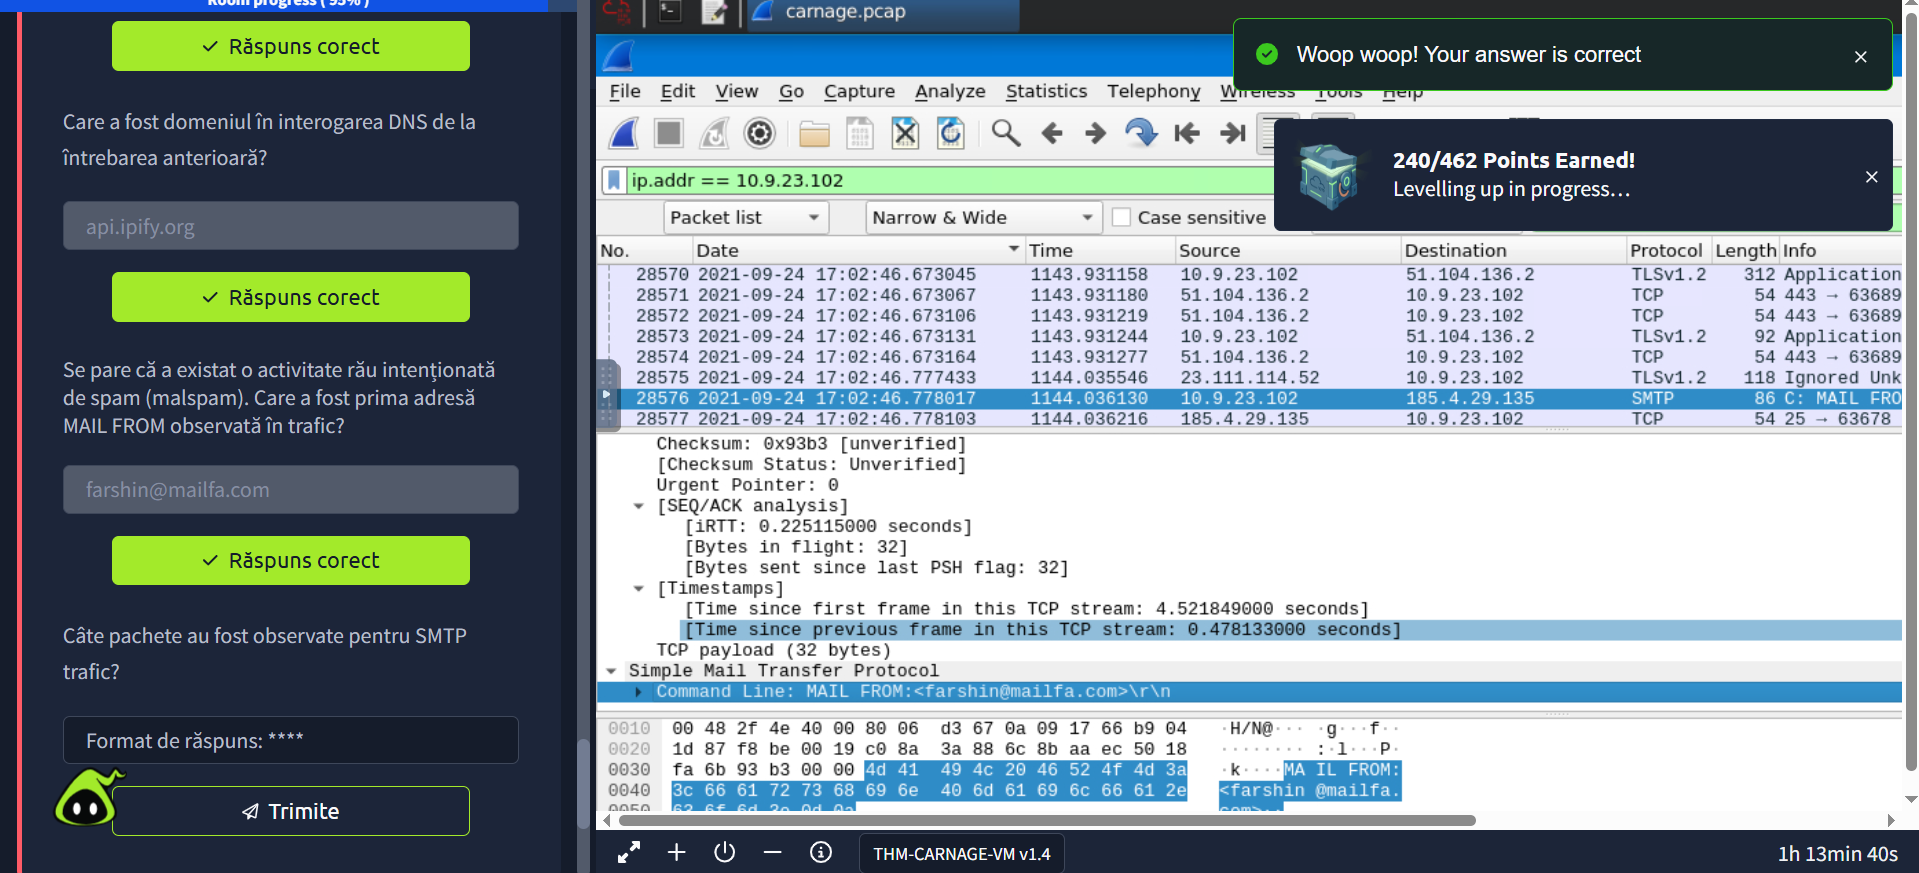 Room progress ( 95% )
Răspuns corect
Care a fost domeniul în interogarea DNS de la
întrebarea anterioară?
api.ipify.org
Răspuns corect
Se pare că a existat o activitate rău intenționată
de spam (malspam). Care a fost prima adresă
MAIL FROM observată în trafic?
farshin@mailfa.com
Răspuns corect
Câte pachete au fost observate pentru SMTP
trafic?
Format de răspuns: ****
Trimite
carnage.pcap
Woop woop! Your answer is correct
File Edit View Go Capture Analyze Statistics Telephony Wireless Tools Help
240/462 Points Earned!
Levelling up in progress...
ip.addr == 10.9.23.102
Packet list Narrow & Wide Case sensitive
No. Date Time Source Destination Protocol Length Info
28570 2021-09-24 17:02:46.673045 1143.931158 10.9.23.102 51.104.136.2 TLSv1.2 312 Application
28571 2021-09-24 17:02:46.673067 1143.931180 51.104.136.2 10.9.23.102 TCP 54 443 → 63689
28572 2021-09-24 17:02:46.673106 1143.931219 51.104.136.2 10.9.23.102 TCP 54 443 → 63689
28573 2021-09-24 17:02:46.673131 1143.931244 10.9.23.102 51.104.136.2 TLSv1.2 92 Application
28574 2021-09-24 17:02:46.673164 1143.931277 51.104.136.2 10.9.23.102 TCP 54 443 → 63689
28575 2021-09-24 17:02:46.777433 1144.035546 23.111.114.52 10.9.23.102 TLSv1.2 118 Ignored Unk
28576 2021-09-24 17:02:46.778017 1144.036130 10.9.23.102 185.4.29.135 SMTP 86 C: MAIL FRO
28577 2021-09-24 17:02:46.778103 1144.036216 185.4.29.135 10.9.23.102 TCP 54 25 → 63678
Checksum: 0x93b3 [unverified]
[Checksum Status: Unverified]
Urgent Pointer: 0
[SEQ/ACK analysis]
[iRTT: 0.225115000 seconds]
[Bytes in flight: 32]
[Bytes sent since last PSH flag: 32]
[Timestamps]
[Time since first frame in this TCP stream: 4.521849000 seconds]
[Time since previous frame in this TCP stream: 0.478133000 seconds]
TCP payload (32 bytes)
Simple Mail Transfer Protocol
Command Line: MAIL FROM:<farshin@mailfa.com>\r\n
0010 00 48 2f 4e 40 00 80 06 d3 67 0a 09 17 66 b9 04 ·H/N@··· ·g···f··
0020 1d 87 f8 be 00 19 c0 8a 3a 88 6c 8b aa ec 50 18 ········ :·l···P·
0030 fa 6b 93 b3 00 00 4d 41 49 4c 20 46 52 4f 4d 3a ·k····MA IL FROM:
0040 3c 66 61 72 73 68 69 6e 40 6d 61 69 6c 66 61 2e <farshin @mailfa.
0050 63 6f 6d 3e 0d 0a com>··
THM-CARNAGE-VM v1.4
1h 13min 40s